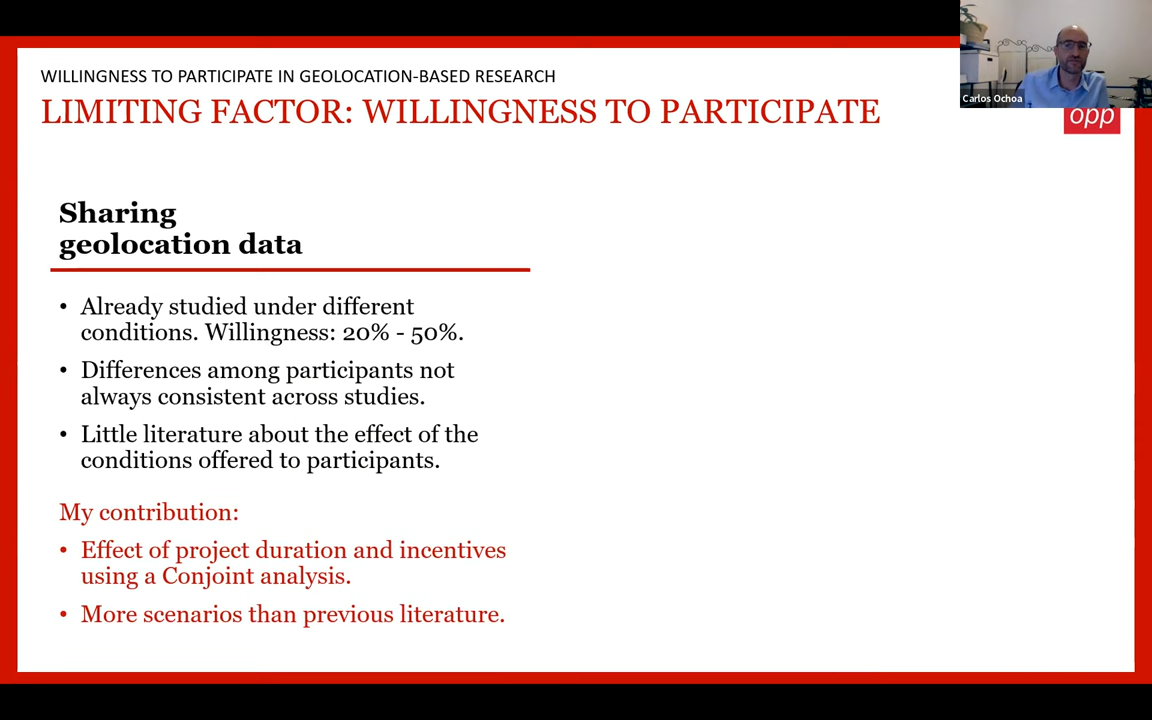 WILLINGNESS TO PARTICIPATE IN GEOLOCATION-BASED RESEARCH
LIMITING FACTOR: WILLINGNESS TO PARTICIPATE
Carlos Ochoa
opp
Sharing
geolocation data
• Already studied under different
conditions. Willingness: 20% - 50%.
• Differences among participants not
always consistent across studies.
• Little literature about the effect of the
conditions offered to participants.
My contribution:
• Effect of project duration and incentives
using a Conjoint analysis.
• More scenarios than previous literature.